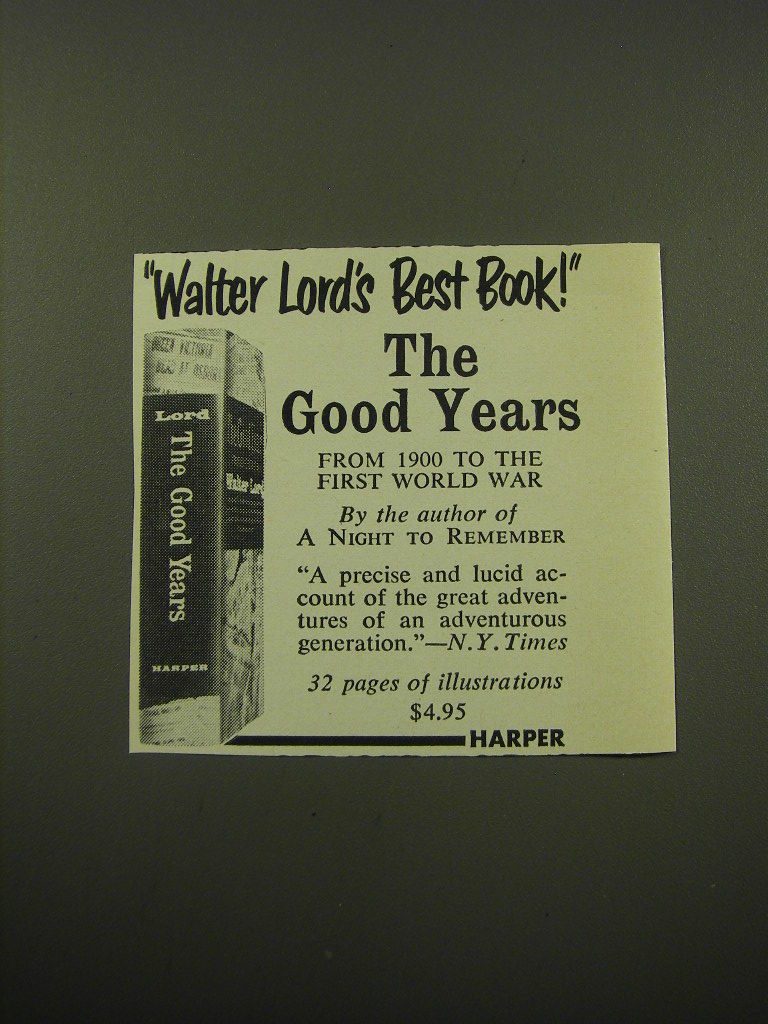 "Walter Lord's Best Book!"
The
Good Years
FROM 1900 TO THE
FIRST WORLD WAR
By the author of
A NIGHT TO REMEMBER
"A precise and lucid ac-
count of the great adven-
tures of an adventurous
generation."—N.Y. Times
32 pages of illustrations
$4.95
HARPER
Lord
The Good Years
HARPER
Walter Lord